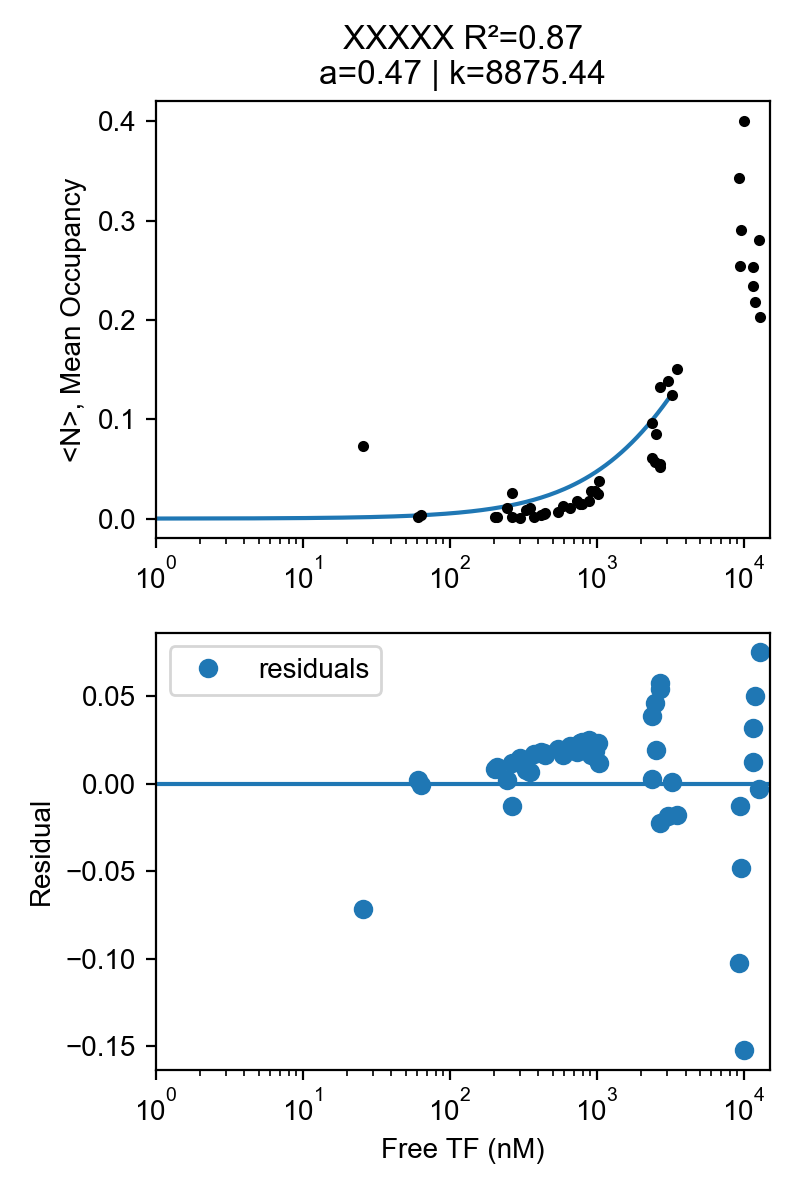 XXXXX R²=0.87
a=0.47 | k=8875.44
<N>, Mean Occupancy
0.4
0.3
0.2
0.1
0.0
10⁰ 10¹ 10² 10³ 10⁴
residuals
Residual
0.05
0.00
−0.05
−0.10
−0.15
10⁰ 10¹ 10² 10³ 10⁴
Free TF (nM)